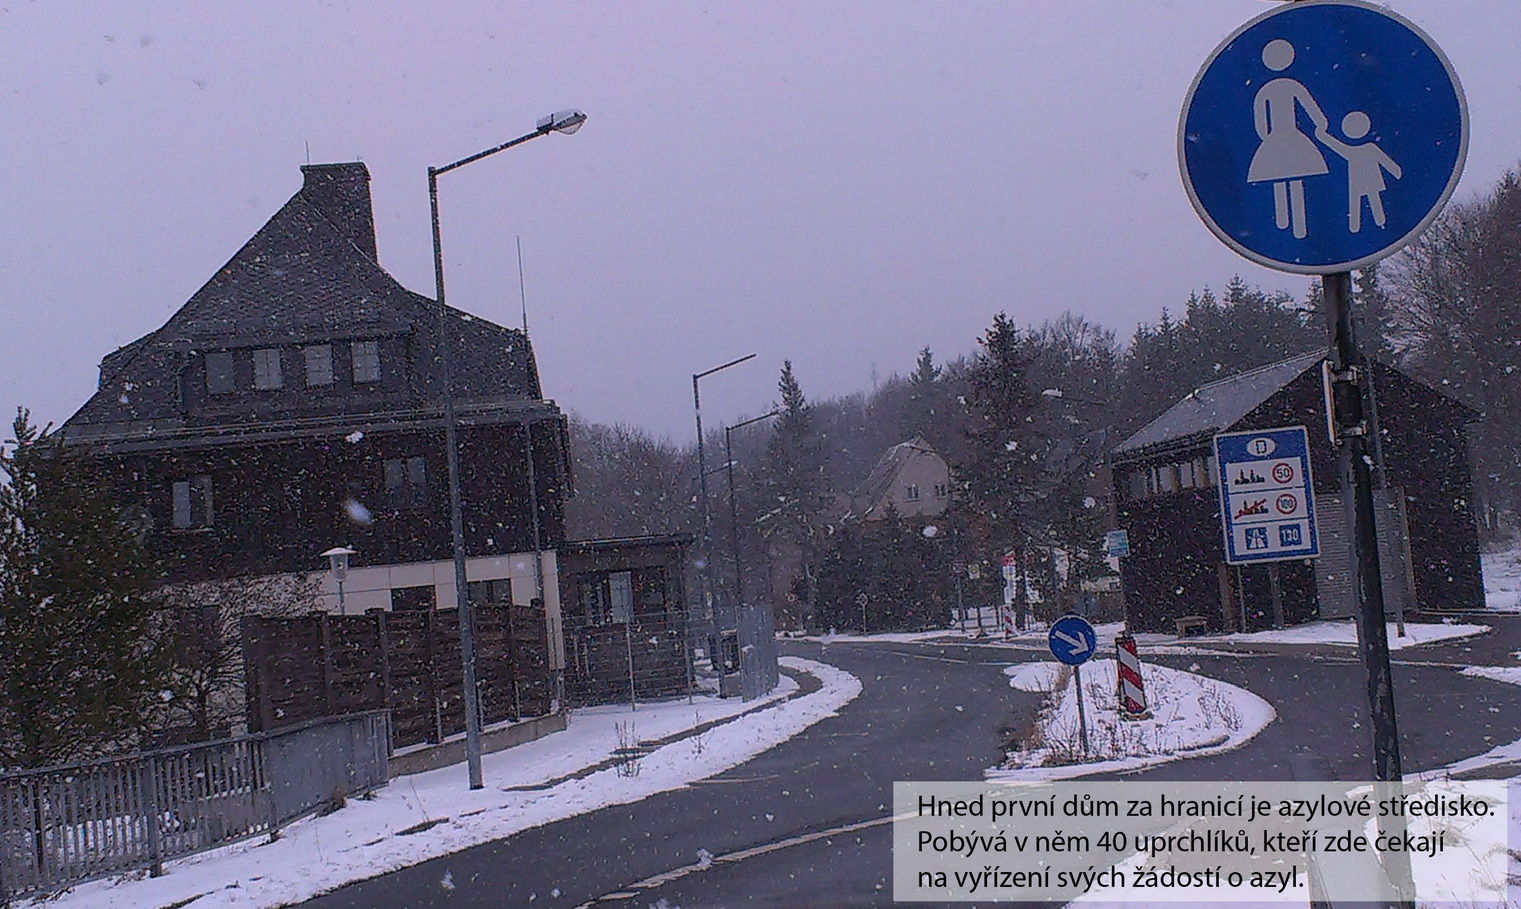 D
50
100
130
Hned první dům za hranicí je azylové středisko.
Pobývá v něm 40 uprchlíků, kteří zde čekají
na vyřízení svých žádostí o azyl.